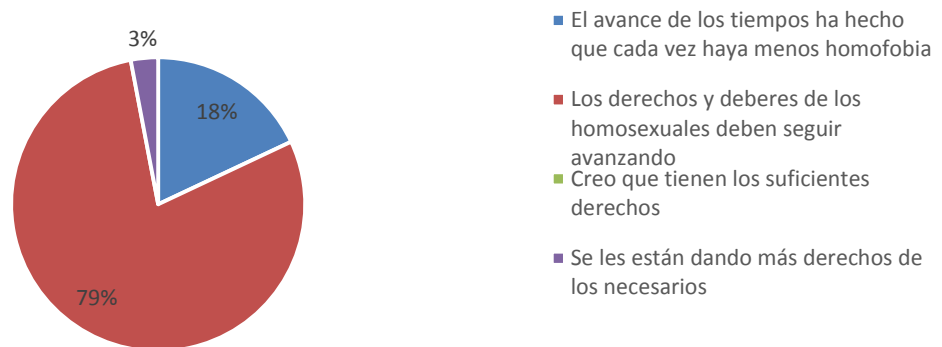 3%
18%
79%
El avance de los tiempos ha hecho
que cada vez haya menos homofobia
Los derechos y deberes de los
homosexuales deben seguir
avanzando
Creo que tienen los suficientes
derechos
Se les están dando más derechos de
los necesarios